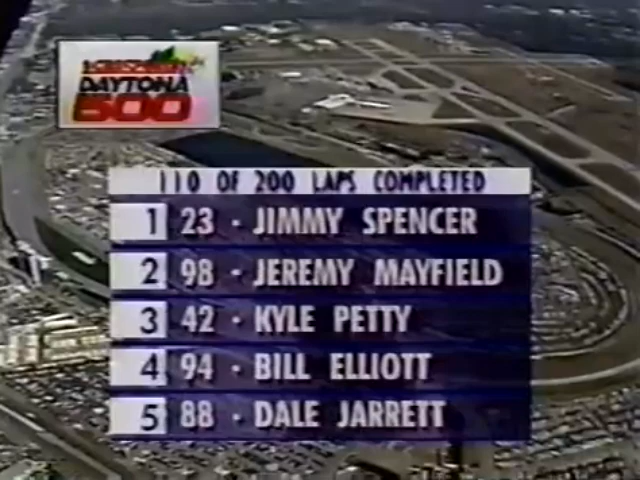 DAYTONA
500
110 OF 200 LAPS COMPLETED
1 23 - JIMMY SPENCER
2 98 - JEREMY MAYFIELD
3 42 - KYLE PETTY
4 94 - BILL ELLIOTT
5 88 - DALE JARRETT